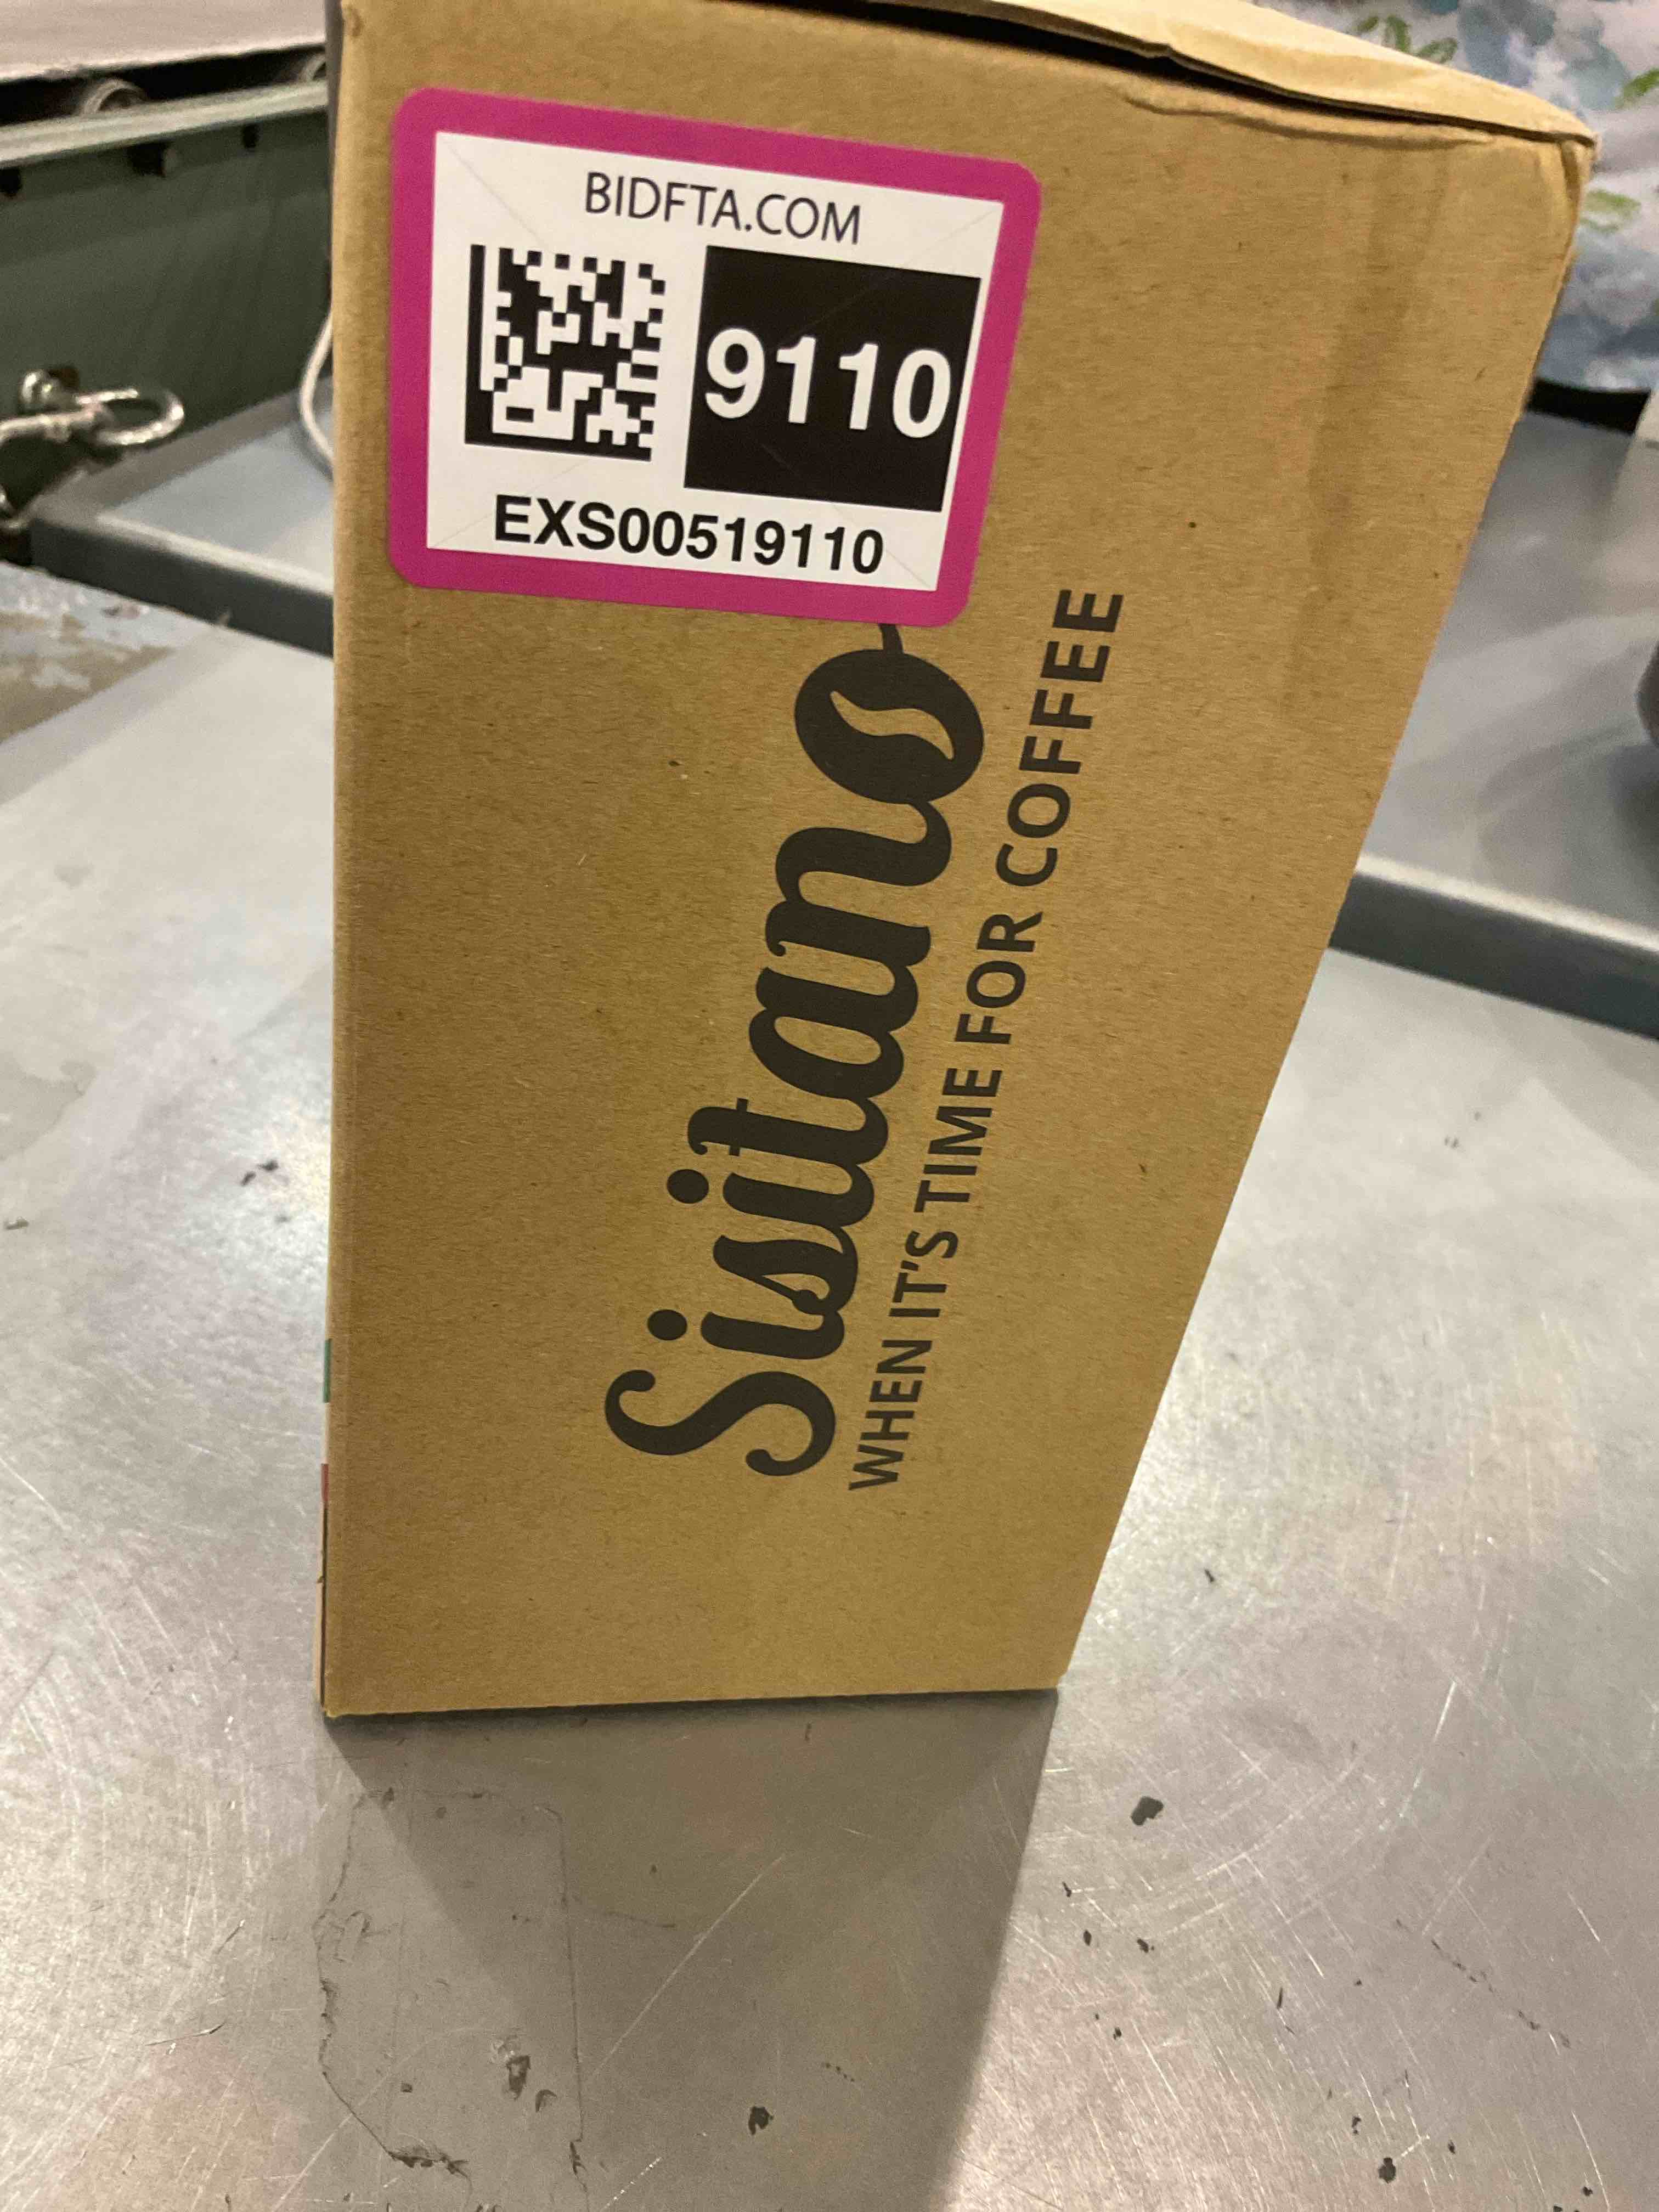 BIDFTA.COM
9110
EXS00519110
Sisitano
WHEN IT'S TIME FOR COFFEE